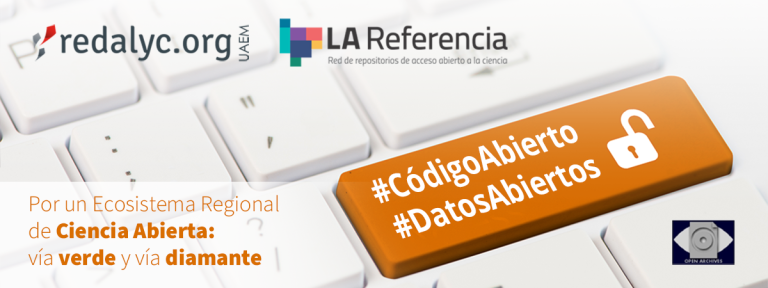 redalyc.org
UAEM
LA Referencia
Red de repositorios de acceso abierto a la ciencia
#CódigoAbierto
#DatosAbiertos
Por un Ecosistema Regional
de Ciencia Abierta:
vía verde y vía diamante
OPEN ARCHIVES